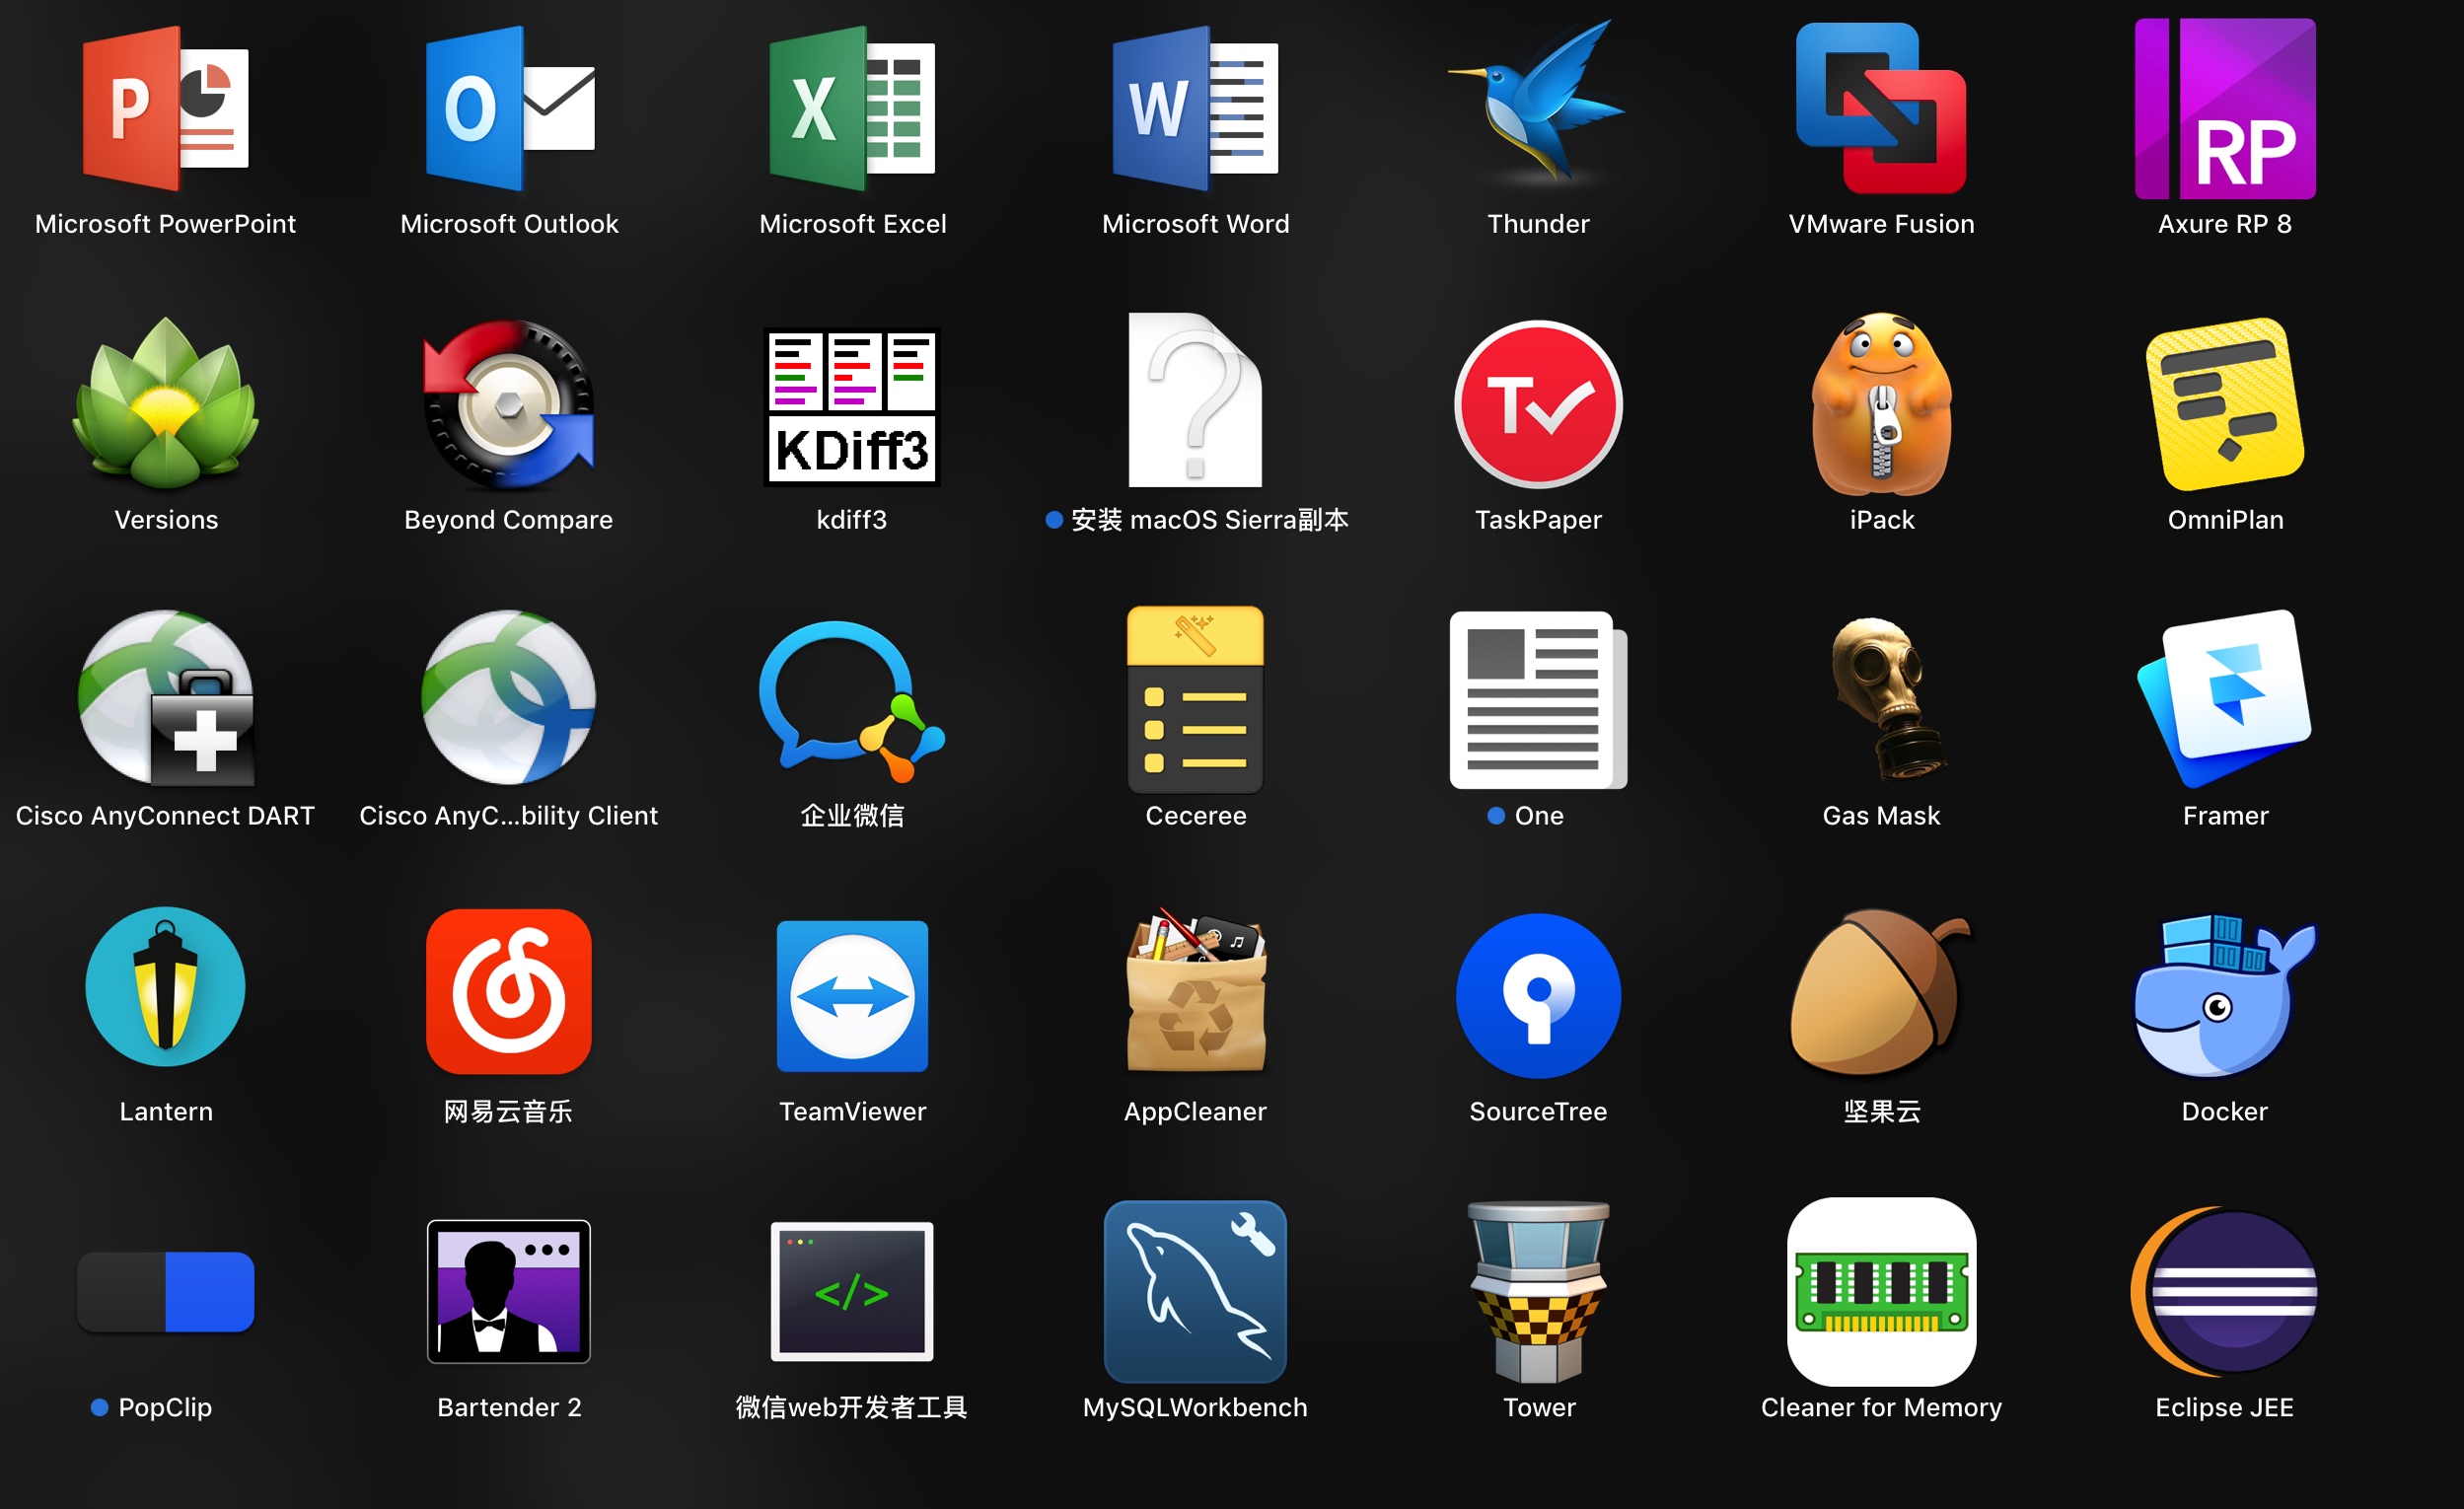 P
O
X
W
RP
Microsoft PowerPoint
Microsoft Outlook
Microsoft Excel
Microsoft Word
Thunder
VMware Fusion
Axure RP 8
KDiff3
T
Versions
Beyond Compare
kdiff3
安装 macOS Sierra副本
TaskPaper
iPack
OmniPlan
Cisco AnyConnect DART
Cisco AnyC...bility Client
企业微信
Ceceree
One
Gas Mask
Framer
Lantern
网易云音乐
TeamViewer
AppCleaner
SourceTree
坚果云
Docker
</>
PopClip
Bartender 2
微信web开发者工具
MySQLWorkbench
Tower
Cleaner for Memory
Eclipse JEE